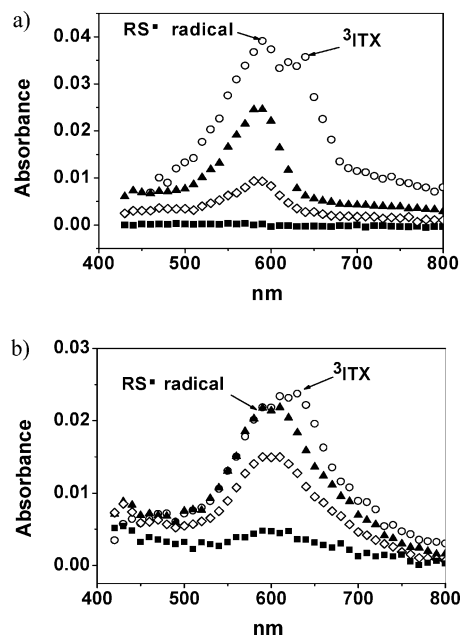 a)
0.04
0.03
0.02
0.01
0.00
Absorbance
RS▪ radical
³ITX
400
500
600
700
800
nm
b)
0.03
0.02
0.01
0.00
Absorbance
RS▪ radical
³ITX
400
500
600
700
800
nm